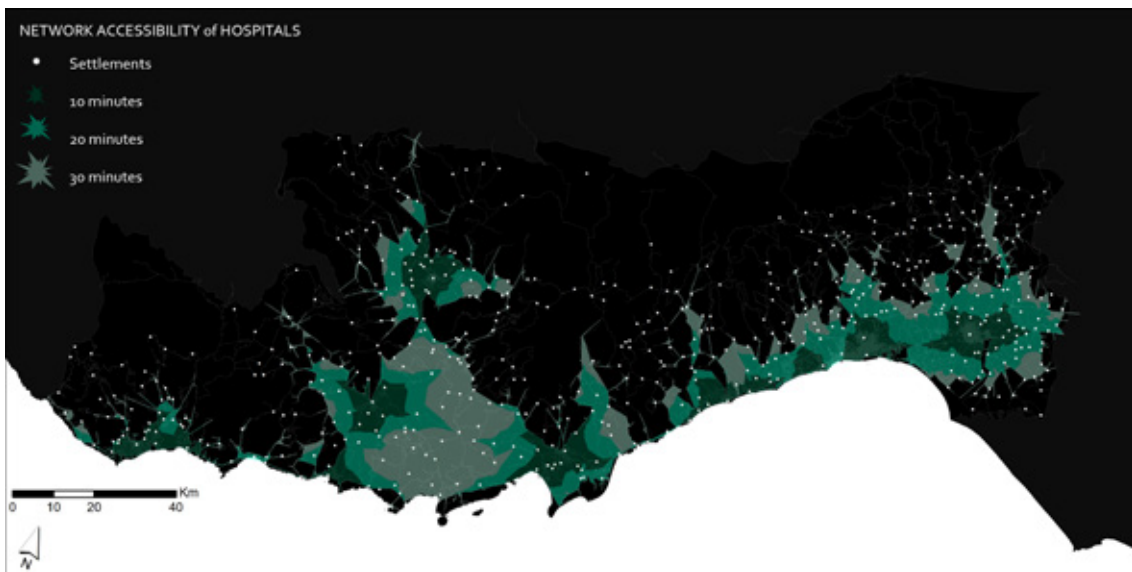 NETWORK ACCESSIBILITY of HOSPITALS
Settlements
10 minutes
20 minutes
30 minutes
Km
0 10 20 40
N